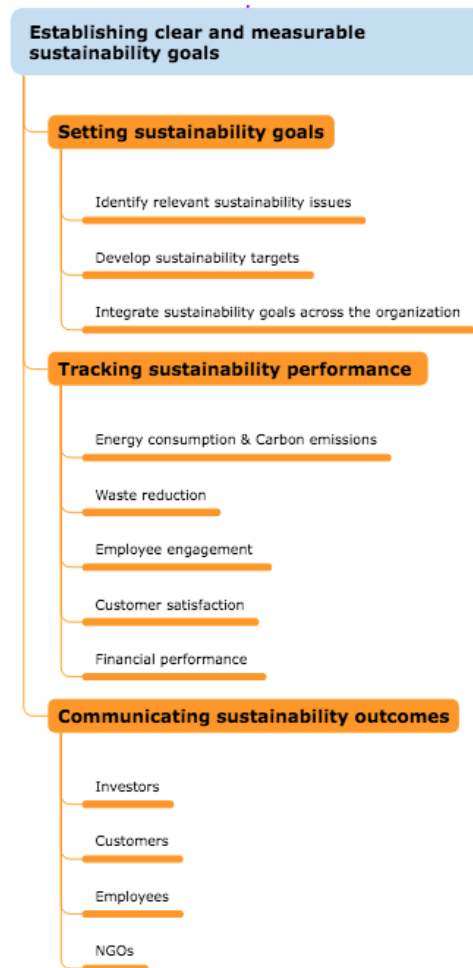 Establishing clear and measurable
sustainability goals
Setting sustainability goals
Identify relevant sustainability issues
Develop sustainability targets
Integrate sustainability goals across the organization
Tracking sustainability performance
Energy consumption & Carbon emissions
Waste reduction
Employee engagement
Customer satisfaction
Financial performance
Communicating sustainability outcomes
Investors
Customers
Employees
NGOs